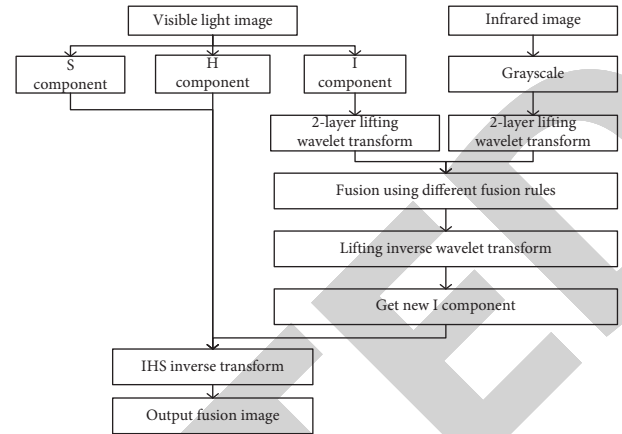 Visible light image
Infrared image
S
component
H
component
I
component
Grayscale
2-layer lifting
wavelet transform
2-layer lifting
wavelet transform
Fusion using different fusion rules
Lifting inverse wavelet transform
Get new I component
IHS inverse transform
Output fusion image